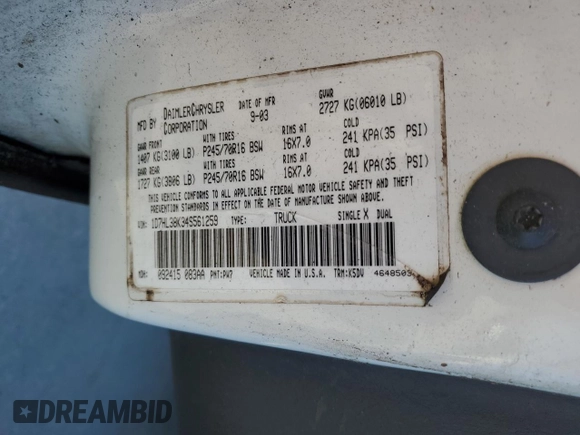 MFD BY DAIMLERCHRYSLER CORPORATION DATE OF MFR 9-03 GVWR 2727 KG(06010 LB)
GAWR FRONT WITH TIRES RIMS AT COLD
1407 KG(3100 LB) P245/70R16 BSW 16X7.0 241 KPA(35 PSI)
GAWR REAR WITH TIRES RIMS AT COLD
1727 KG(3806 LB) P245/70R16 BSW 16X7.0 241 KPA(35 PSI)
THIS VEHICLE CONFORMS TO ALL APPLICABLE FEDERAL MOTOR VEHICLE SAFETY AND THEFT
PREVENTION STANDARDS IN EFFECT ON THE DATE OF MANUFACTURE SHOWN ABOVE.
VIN: 1D7HL38K34S561259 TYPE: TRUCK SINGLE X DUAL
MDH: 092415 083AA PNT:PW7 VEHICLE MADE IN U.S.A. TRM:KSDV
DREAMBID